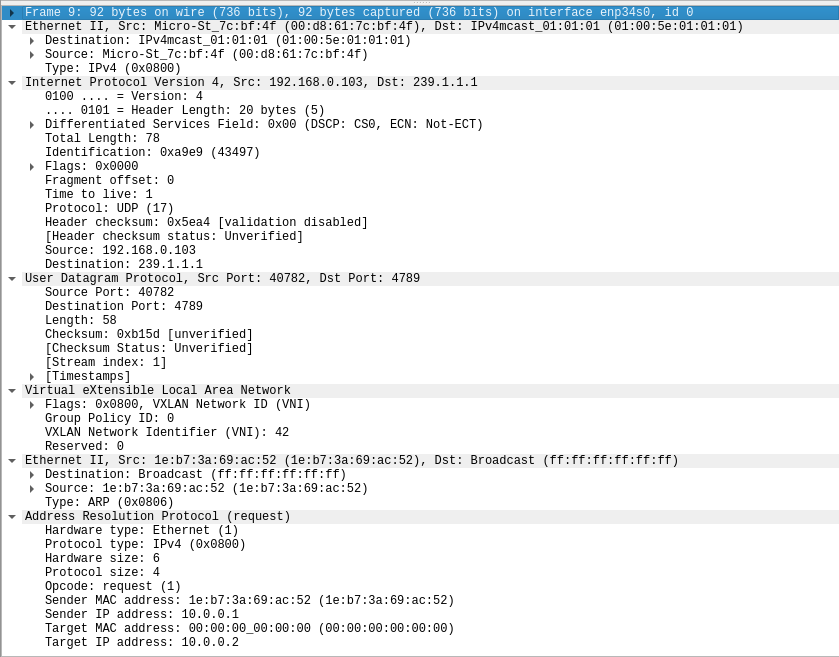 Frame 9: 92 bytes on wire (736 bits), 92 bytes captured (736 bits) on interface enp34s0, id 0
Ethernet II, Src: Micro-St_7c:bf:4f (00:d8:61:7c:bf:4f), Dst: IPv4mcast_01:01:01 (01:00:5e:01:01:01)
Destination: IPv4mcast_01:01:01 (01:00:5e:01:01:01)
Source: Micro-St_7c:bf:4f (00:d8:61:7c:bf:4f)
Type: IPv4 (0x0800)
Internet Protocol Version 4, Src: 192.168.0.103, Dst: 239.1.1.1
0100 .... = Version: 4
.... 0101 = Header Length: 20 bytes (5)
Differentiated Services Field: 0x00 (DSCP: CS0, ECN: Not-ECT)
Total Length: 78
Identification: 0xa9e9 (43497)
Flags: 0x0000
Fragment offset: 0
Time to live: 1
Protocol: UDP (17)
Header checksum: 0x5ea4 [validation disabled]
[Header checksum status: Unverified]
Source: 192.168.0.103
Destination: 239.1.1.1
User Datagram Protocol, Src Port: 40782, Dst Port: 4789
Source Port: 40782
Destination Port: 4789
Length: 58
Checksum: 0xb15d [unverified]
[Checksum Status: Unverified]
[Stream index: 1]
[Timestamps]
Virtual eXtensible Local Area Network
Flags: 0x0800, VXLAN Network ID (VNI)
Group Policy ID: 0
VXLAN Network Identifier (VNI): 42
Reserved: 0
Ethernet II, Src: 1e:b7:3a:69:ac:52 (1e:b7:3a:69:ac:52), Dst: Broadcast (ff:ff:ff:ff:ff:ff)
Destination: Broadcast (ff:ff:ff:ff:ff:ff)
Source: 1e:b7:3a:69:ac:52 (1e:b7:3a:69:ac:52)
Type: ARP (0x0806)
Address Resolution Protocol (request)
Hardware type: Ethernet (1)
Protocol type: IPv4 (0x0800)
Hardware size: 6
Protocol size: 4
Opcode: request (1)
Sender MAC address: 1e:b7:3a:69:ac:52 (1e:b7:3a:69:ac:52)
Sender IP address: 10.0.0.1
Target MAC address: 00:00:00_00:00:00 (00:00:00:00:00:00)
Target IP address: 10.0.0.2